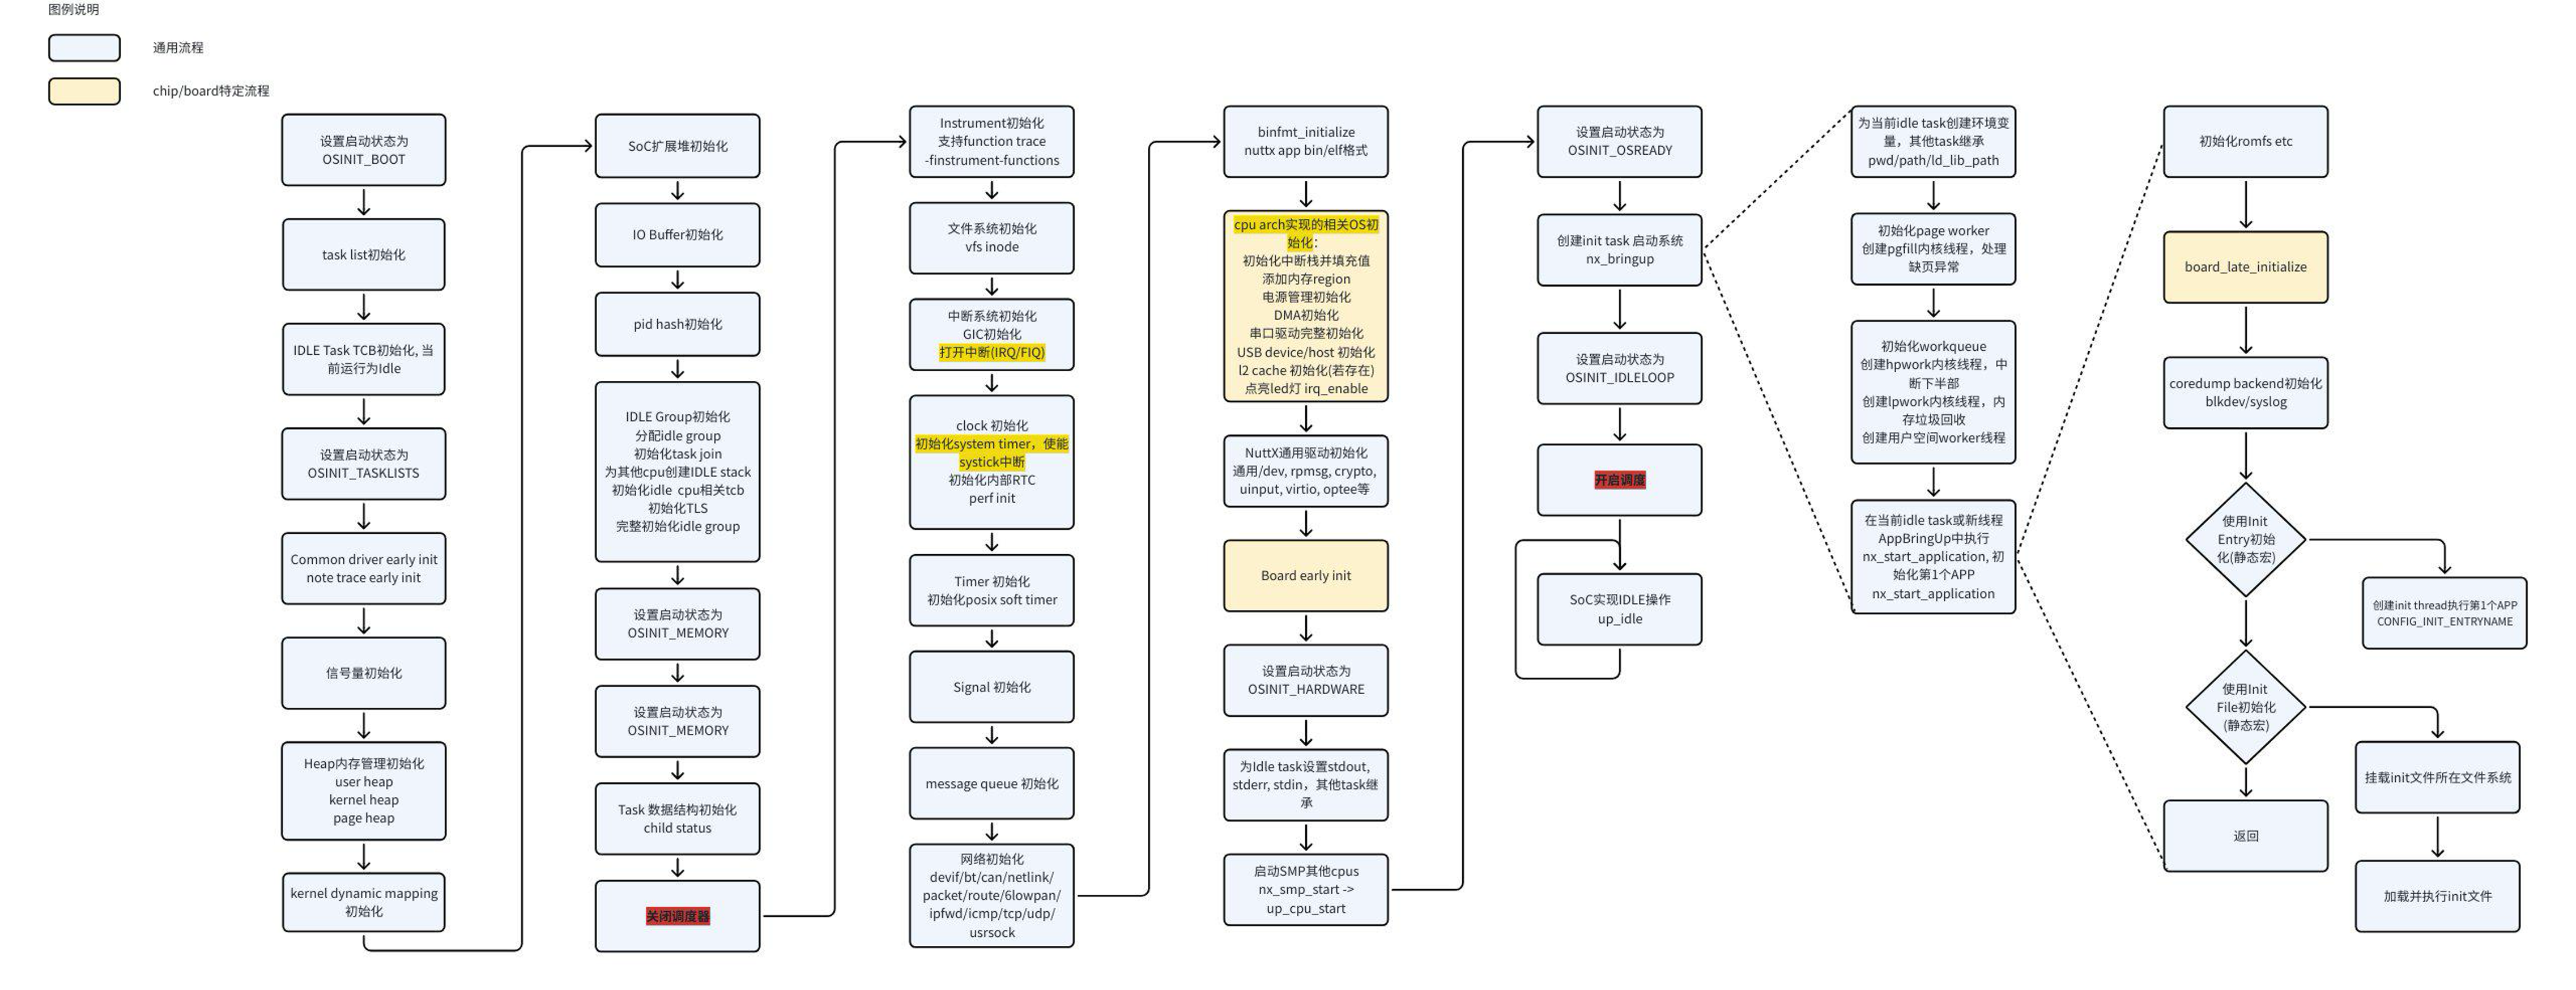 图例说明
通用流程
chip/board特定流程
设置启动状态为
OSINIT_BOOT
task list初始化
IDLE Task TCB初始化, 当
前运行为Idle
设置启动状态为
OSINIT_TASKLISTS
Common driver early init
note trace early init
信号量初始化
Heap内存管理初始化
user heap
kernel heap
page heap
kernel dynamic mapping
初始化
SoC扩展堆初始化
IO Buffer初始化
pid hash初始化
IDLE Group初始化
分配idle group
初始化task join
为其他cpu创建IDLE stack
初始化idle cpu相关tcb
初始化TLS
完整初始化idle group
设置启动状态为
OSINIT_MEMORY
设置启动状态为
OSINIT_MEMORY
Task 数据结构初始化
child status
关闭调度器
Instrument初始化
支持function trace
-finstrument-functions
文件系统初始化
vfs inode
中断系统初始化
GIC初始化
打开中断(IRQ/FIQ)
clock 初始化
初始化system timer，使能
systick中断
初始化内部RTC
perf init
Timer 初始化
初始化posix soft timer
Signal 初始化
message queue 初始化
网络初始化
devif/bt/can/netlink/
packet/route/6lowpan/
ipfwd/icmp/tcp/udp/
usrsock
binfmt_initialize
nuttx app bin/elf格式
cpu arch实现的相关OS初
始化：
初始化中断栈并填充值
添加内存region
电源管理初始化
DMA初始化
串口驱动完整初始化
USB device/host 初始化
l2 cache 初始化(若存在)
点亮led灯 irq_enable
NuttX通用驱动初始化
通用/dev, rpmsg, crypto,
uinput, virtio, optee等
Board early init
设置启动状态为
OSINIT_HARDWARE
为Idle task设置stdout,
stderr, stdin，其他task继
承
启动SMP其他cpus
nx_smp_start ->
up_cpu_start
设置启动状态为
OSINIT_OSREADY
创建init task 启动系统
nx_bringup
设置启动状态为
OSINIT_IDLELOOP
开启调度
SoC实现IDLE操作
up_idle
为当前idle task创建环境变
量，其他task继承
pwd/path/ld_lib_path
初始化page worker
创建pgfill内核线程，处理
缺页异常
初始化workqueue
创建hpwork内核线程，中
断下半部
创建lpwork内核线程，内
存垃圾回收
创建用户空间worker线程
在当前idle task或新线程
AppBringUp中执行
nx_start_application, 初
始化第1个APP
nx_start_application
初始化romfs etc
board_late_initialize
coredump backend初始化
blkdev/syslog
使用Init
Entry初始
化(静态宏)
创建init thread执行第1个APP
CONFIG_INIT_ENTRYNAME
使用Init
File初始化
(静态宏)
挂载init文件所在文件系统
返回
加载并执行init文件